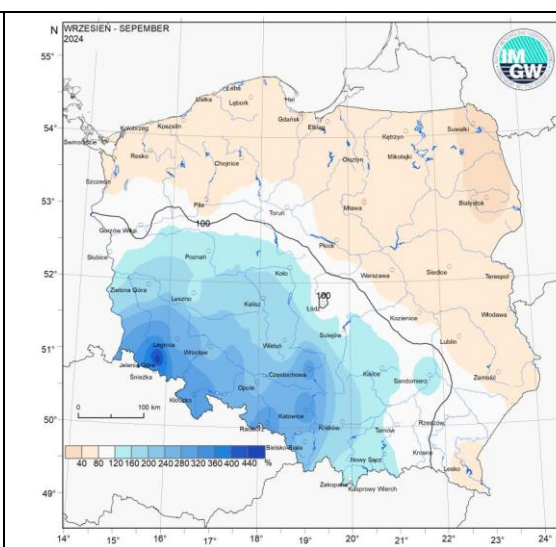 N
WRZESIEŃ - SEPEMBER
2024
IM
GW
55°
54°
53°
52°
51°
50°
49°
Łeba
Ustka
Lębork
Hel
Gdańsk
Elbląg
Kołobrzeg
Koszalin
Świnoujście
Resko
Chojnice
Szczecin
Piła
Kętrzyn
Suwałki
Olsztyn
Mikołajki
Białystok
Mława
Toruń
100
Gorzów Wlkp.
Płock
Słubice
Poznań
Koło
Warszawa
Siedlce
Terespol
Zielona Góra
Leszno
Kalisz
100
Łódź
Kozienice
Włodawa
Sulejów
Lublin
Legnica
Wrocław
Wieluń
Jelenia Góra
Śnieżka
Częstochowa
Kielce
Sandomierz
Zamość
Opole
Kłodzko
Katowice
0 100 km
Racibórz
Kraków
Tarnów
Rzeszów
Bielsko-Biała
Nowy Sącz
Krosno
Lesko
Zakopane
Kasprowy Wierch
40 80 120 160 200 240 280 320 360 400 440 %
14° 15° 16° 17° 18° 19° 20° 21° 22° 23° 24°